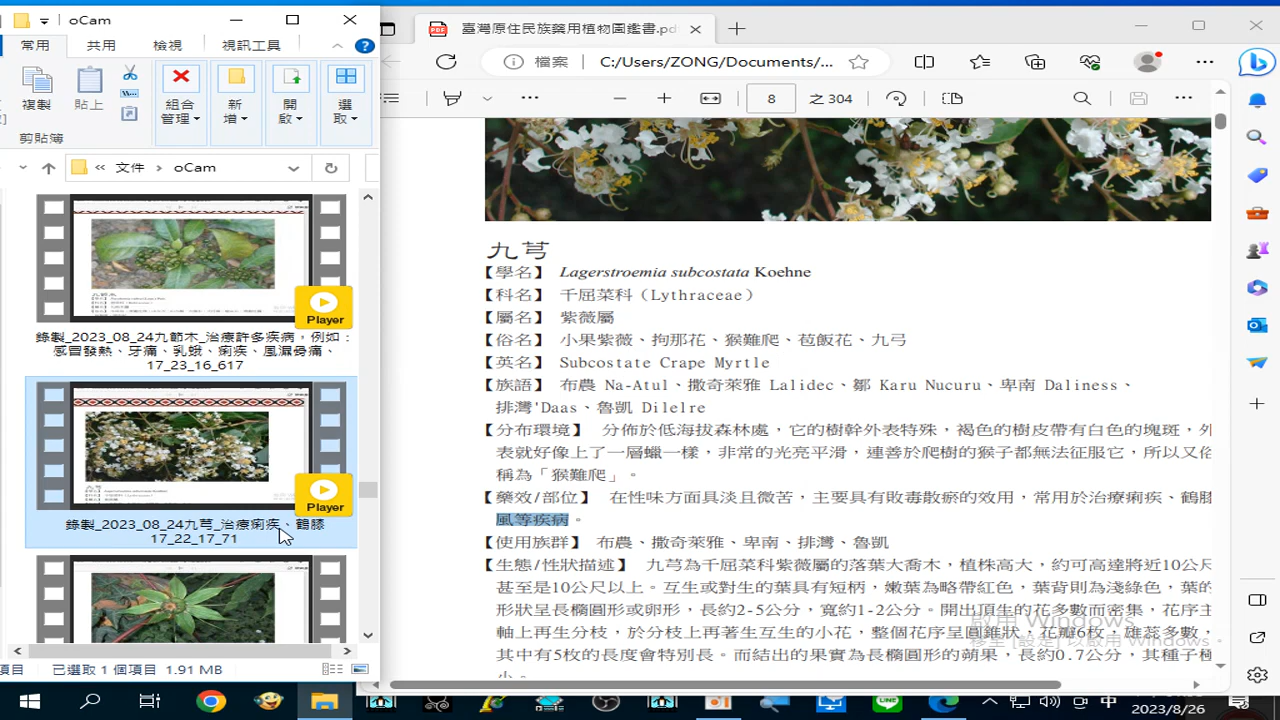 oCam
常用 共用 檢視 視訊工具
複製 貼上 組合管理 新增 開啟 選取
剪貼簿
« 文件 > oCam
錄製_2023_08_24九節木_治療許多疾病，例如：
感冒發熱、牙痛、乳蛾、痢疾、風濕骨痛、
17_23_16_617
Player
錄製_2023_08_24九芎_治療痢疾、鶴膝
17_22_17_71
Player
項目 已選取 1 個項目 1.91 MB
臺灣原住民族藥用植物圖鑑書.pdf
檔案 C:/Users/ZONG/Documents/...
8 之 304
九芎
【學名】 Lagerstroemia subcostata Koehne
【科名】 千屈菜科（Lythraceae）
【屬名】 紫薇屬
【俗名】 小果紫薇、拘那花、猴難爬、苞飯花、九弓
【英名】 Subcostate Crape Myrtle
【族語】 布農 Na-Atul、撒奇萊雅 Lalidec、鄒 Karu Nucuru、卑南 Daliness、
排灣'Daas、魯凱 Dilelre
【分布環境】 分佈於低海拔森林處，它的樹幹外表特殊，褐色的樹皮帶有白色的塊斑，外
表就好像上了一層蠟一樣，非常的光亮平滑，連善於爬樹的猴子都無法征服它，所以又俗
稱為「猴難爬」。
【藥效/部位】 在性味方面具淡且微苦，主要具有敗毒散瘀的效用，常用於治療痢疾、鶴膝
風等疾病。
【使用族群】 布農、撒奇萊雅、卑南、排灣、魯凱
【生態/性狀描述】 九芎為千屈菜科紫薇屬的落葉大喬木，植株高大，約可高達將近10公尺
甚至是10公尺以上。互生或對生的葉具有短柄，嫩葉為略帶紅色，葉背則為淺綠色，葉的
形狀呈長橢圓形或卵形，長約2-5公分，寬約1-2公分。開出頂生的花多數而密集，花序主
軸上再生分枝，於分枝上再著生互生的小花，整個花序呈圓錐狀，花瓣6枚，雄蕊多數，
其中有5枚的長度會特別長。而結出的果實為長橢圓形的蒴果，長約0.7公分，其種子極
小。
啟用 Windows
移至 [設定] 以啟用 Windows。
中
2023/8/26